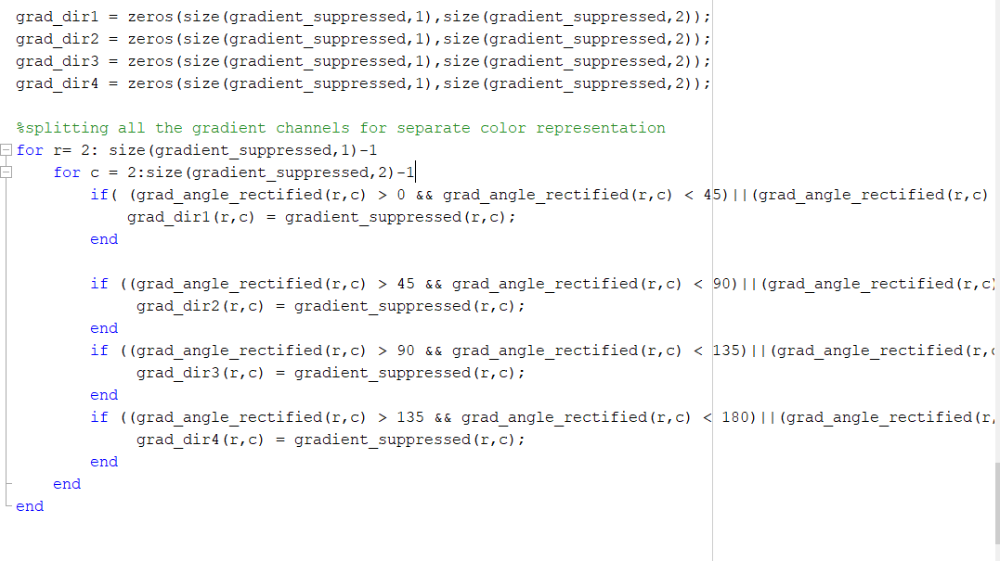 grad_dir1 = zeros(size(gradient_suppressed,1),size(gradient_suppressed,2));
grad_dir2 = zeros(size(gradient_suppressed,1),size(gradient_suppressed,2));
grad_dir3 = zeros(size(gradient_suppressed,1),size(gradient_suppressed,2));
grad_dir4 = zeros(size(gradient_suppressed,1),size(gradient_suppressed,2));
%splitting all the gradient channels for separate color representation
for r= 2: size(gradient_suppressed,1)-1
for c = 2:size(gradient_suppressed,2)-1
if( (grad_angle_rectified(r,c) > 0 && grad_angle_rectified(r,c) < 45)||(grad_angle_rectified(r,c)
grad_dir1(r,c) = gradient_suppressed(r,c);
end
if ((grad_angle_rectified(r,c) > 45 && grad_angle_rectified(r,c) < 90)||(grad_angle_rectified(r,c)
grad_dir2(r,c) = gradient_suppressed(r,c);
end
if ((grad_angle_rectified(r,c) > 90 && grad_angle_rectified(r,c) < 135)||(grad_angle_rectified(r,c
grad_dir3(r,c) = gradient_suppressed(r,c);
end
if ((grad_angle_rectified(r,c) > 135 && grad_angle_rectified(r,c) < 180)||(grad_angle_rectified(r,
grad_dir4(r,c) = gradient_suppressed(r,c);
end
end
end